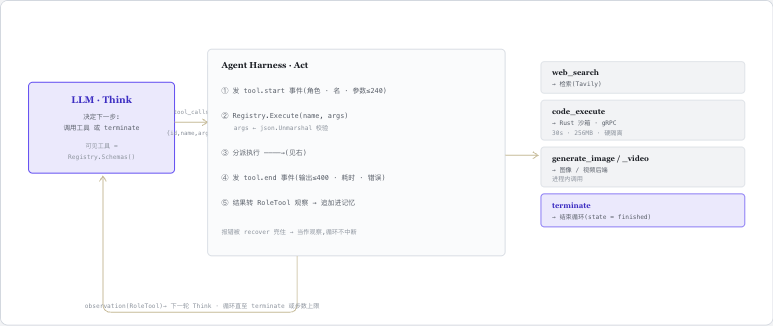 LLM · Think
决定下一步:
调用工具 或 terminate
可见工具 =
Registry.Schemas()
tool_calls
{id,name,args
Agent Harness · Act
① 发 tool.start 事件(角色 · 名 · 参数≤240)
② Registry.Execute(name, args)
args → json.Unmarshal 校验
③ 分派执行 ────→(见右)
④ 发 tool.end 事件(输出≤400 · 耗时 · 错误)
⑤ 结果转 RoleTool 观察 → 追加进记忆
报错被 recover 兜住 → 当作观察,循环不中断
web_search
→ 检索(Tavily)
code_execute
→ Rust 沙箱 · gRPC
30s · 256MB · 硬隔离
generate_image / _video
→ 图像 / 视频后端
进程内调用
terminate
→ 结束循环(state = finished)
observation(RoleTool)→ 下一轮 Think · 循环直至 terminate 或步数上限